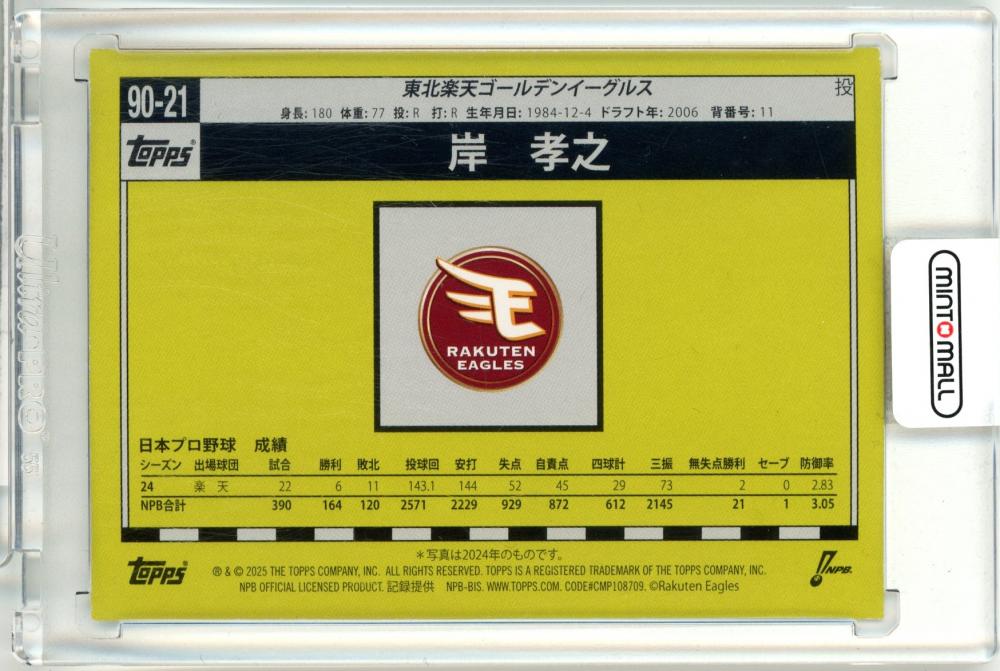 90-21
東北楽天ゴールデンイーグルス
投
身長: 180 体重: 77 投: R 打: R 生年月日: 1984-12-4 ドラフト年: 2006 背番号: 11
Topps
岸 孝之
RAKUTEN
EAGLES
日本プロ野球 成績
シーズン 出場球団 試合 勝利 敗北 投球回 安打 失点 自責点 四球計 三振 無失点勝利 セーブ 防御率
24 楽天 22 6 11 143.1 144 52 45 29 73 2 0 2.83
NPB合計 390 164 120 2571 2229 929 872 612 2145 21 1 3.05
*写真は2024年のものです。
Topps
® & © 2025 THE TOPPS COMPANY, INC. ALL RIGHTS RESERVED. TOPPS IS A REGISTERED TRADEMARK OF THE TOPPS COMPANY, INC.
NPB OFFICIAL LICENSED PRODUCT. 記録提供 NPB-BIS. WWW.TOPPS.COM. CODE#CMP108709. ©Rakuten Eagles
NPB.
MINT MALL
Ultra PRO®